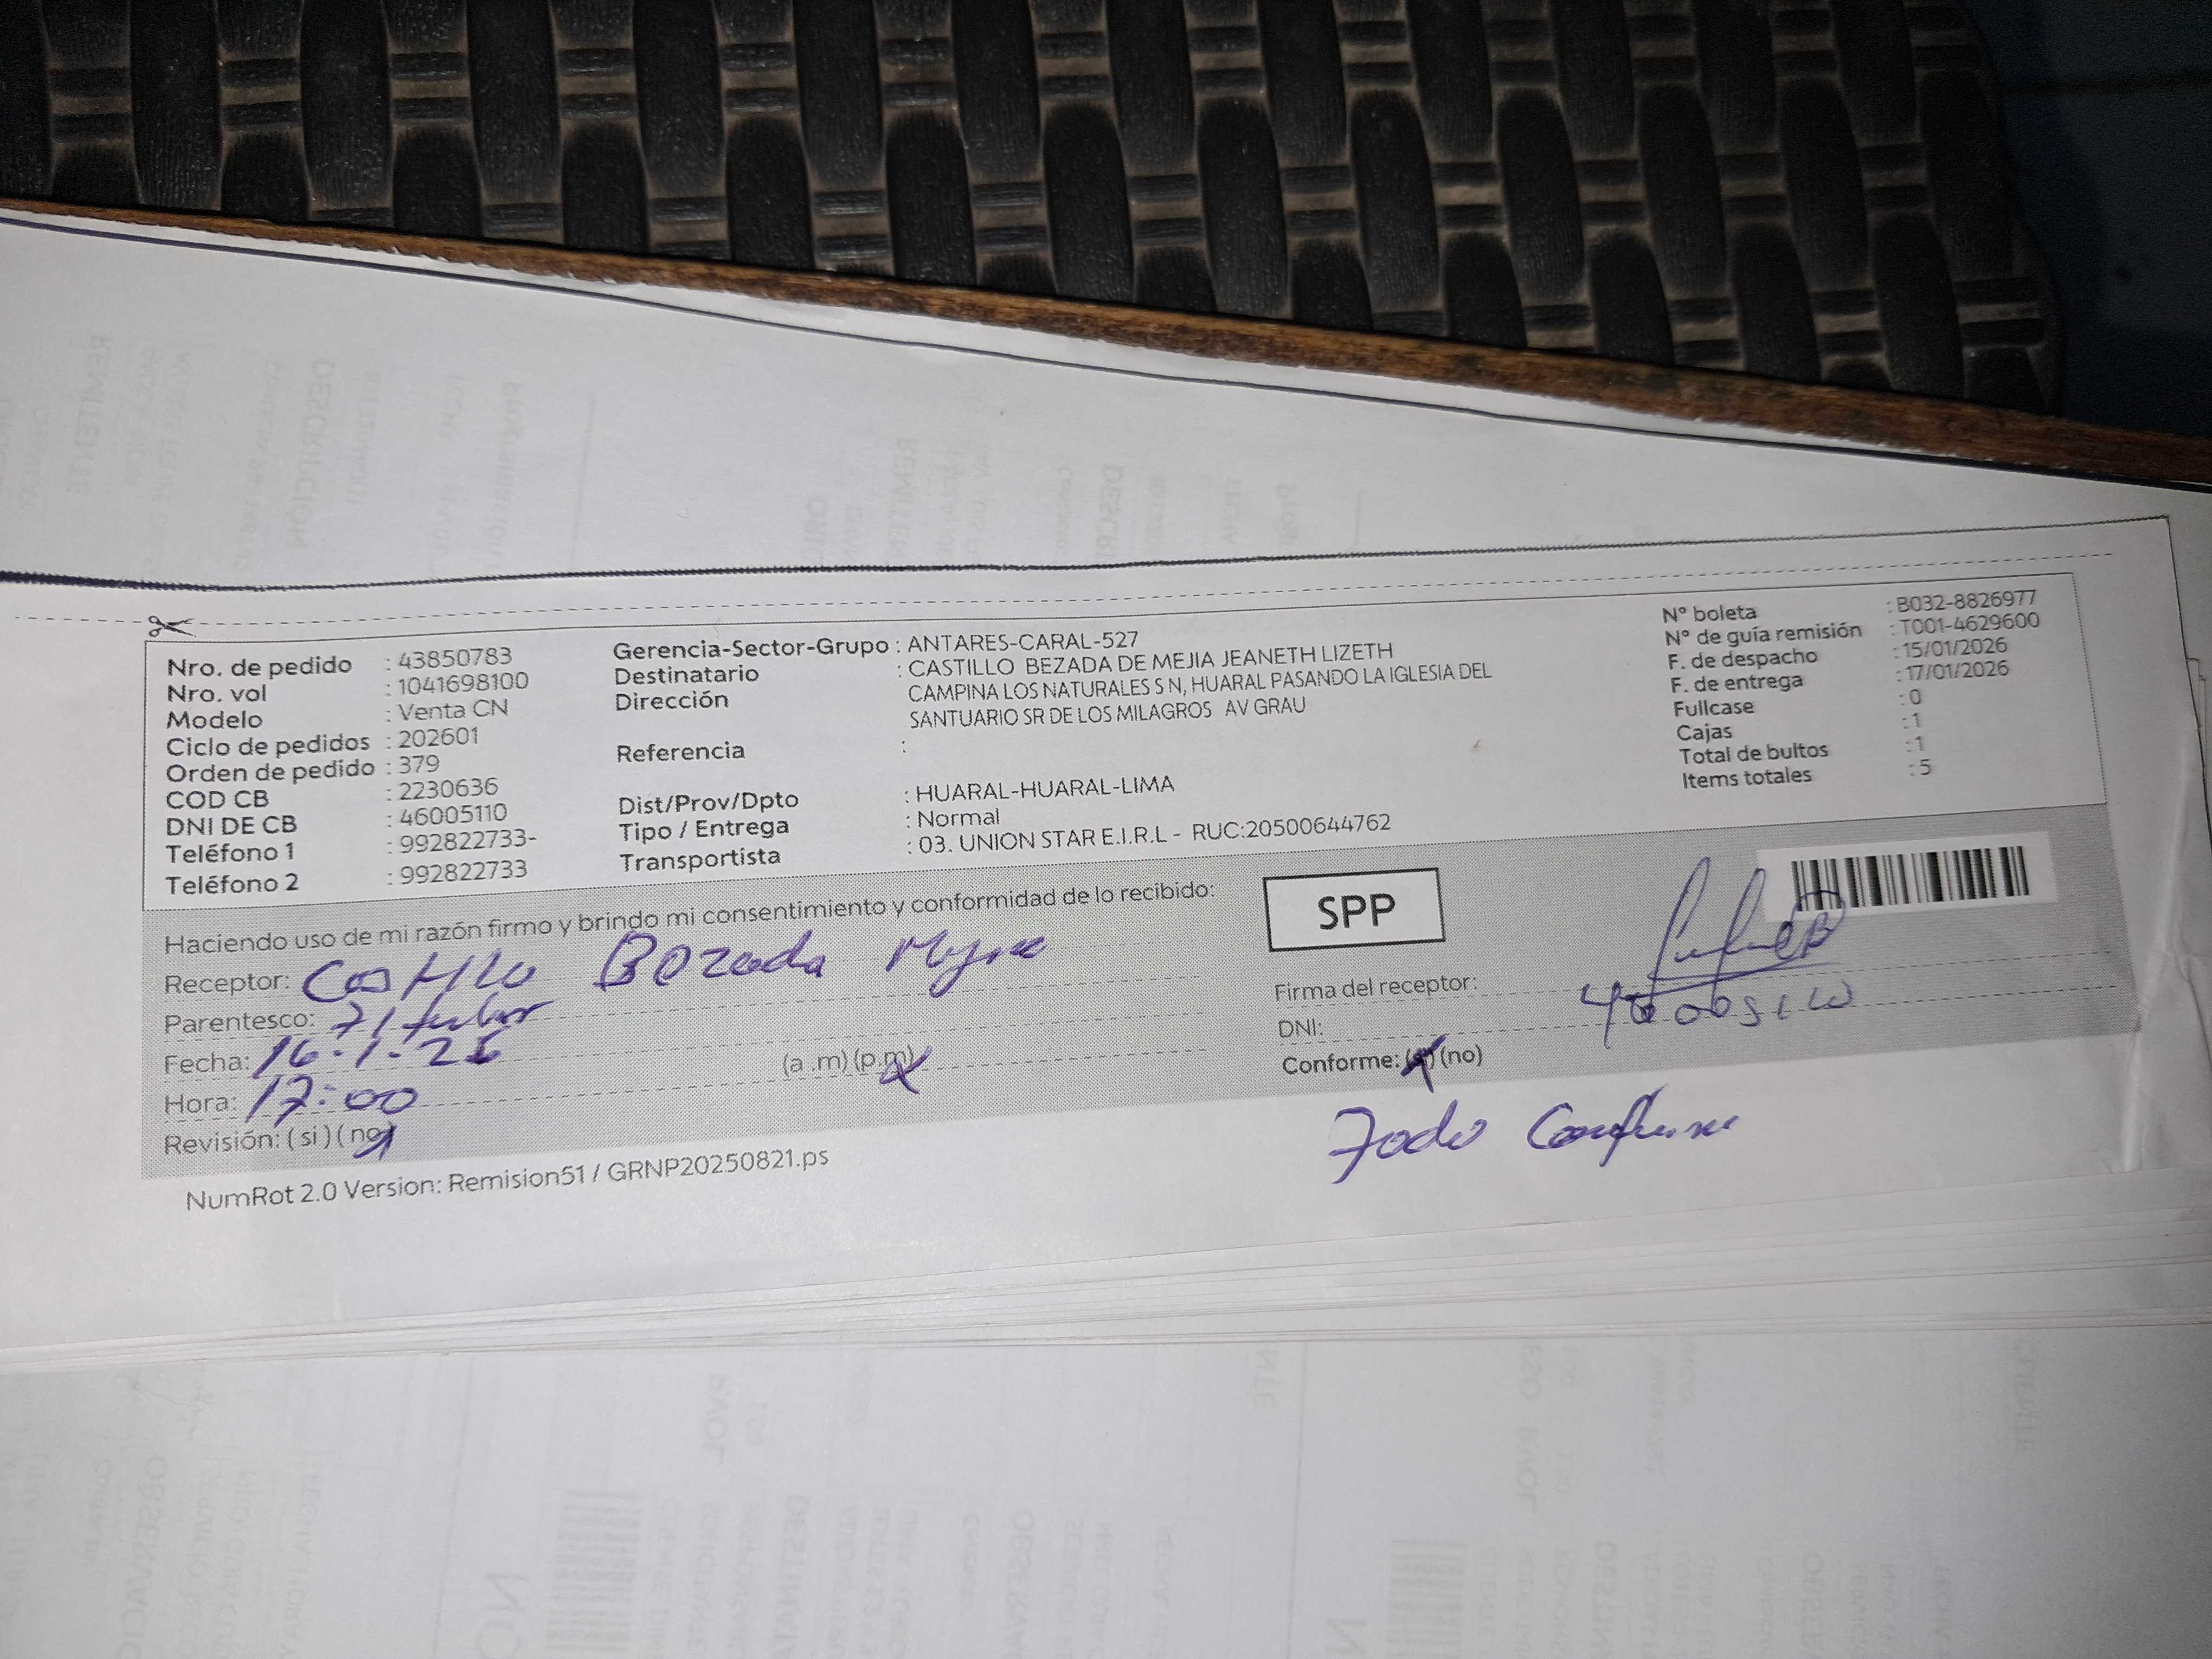 Nro. de pedido : 43850783
Nro. vol : 1041698100
Modelo : Venta CN
Ciclo de pedidos : 202601
Orden de pedido : 379
COD CB : 2230636
DNI DE CB : 46005110
Teléfono 1 : 992822733-
Teléfono 2 : 992822733
Gerencia-Sector-Grupo : ANTARES-CARAL-527
Destinatario : CASTILLO BEZADA DE MEJIA JEANETH LIZETH
Dirección CAMPINA LOS NATURALES S N, HUARAL PASANDO LA IGLESIA DEL
SANTUARIO SR DE LOS MILAGROS AV GRAU
Referencia :
Dist/Prov/Dpto : HUARAL-HUARAL-LIMA
Tipo / Entrega : Normal
Transportista : 03. UNION STAR E.I.R.L - RUC:20500644762
N° boleta : B032-8826977
N° de guía remisión : T001-4629600
F. de despacho : 15/01/2026
F. de entrega : 17/01/2026
Fullcase : 0
Cajas : 1
Total de bultos : 1
Items totales : 5
Haciendo uso de mi razón firmo y brindo mi consentimiento y conformidad de lo recibido:
Receptor: Castillo Bezada
Parentesco: Titular
Fecha: 16-1-26
Hora: 17:00 (a .m) (p.m)
Revisión: ( si ) ( no )
SPP
Firma del receptor:
DNI:
Conforme: (si) (no)
Todo Conforme
NumRot 2.0 Version: Remision51 / GRNP20250821.ps